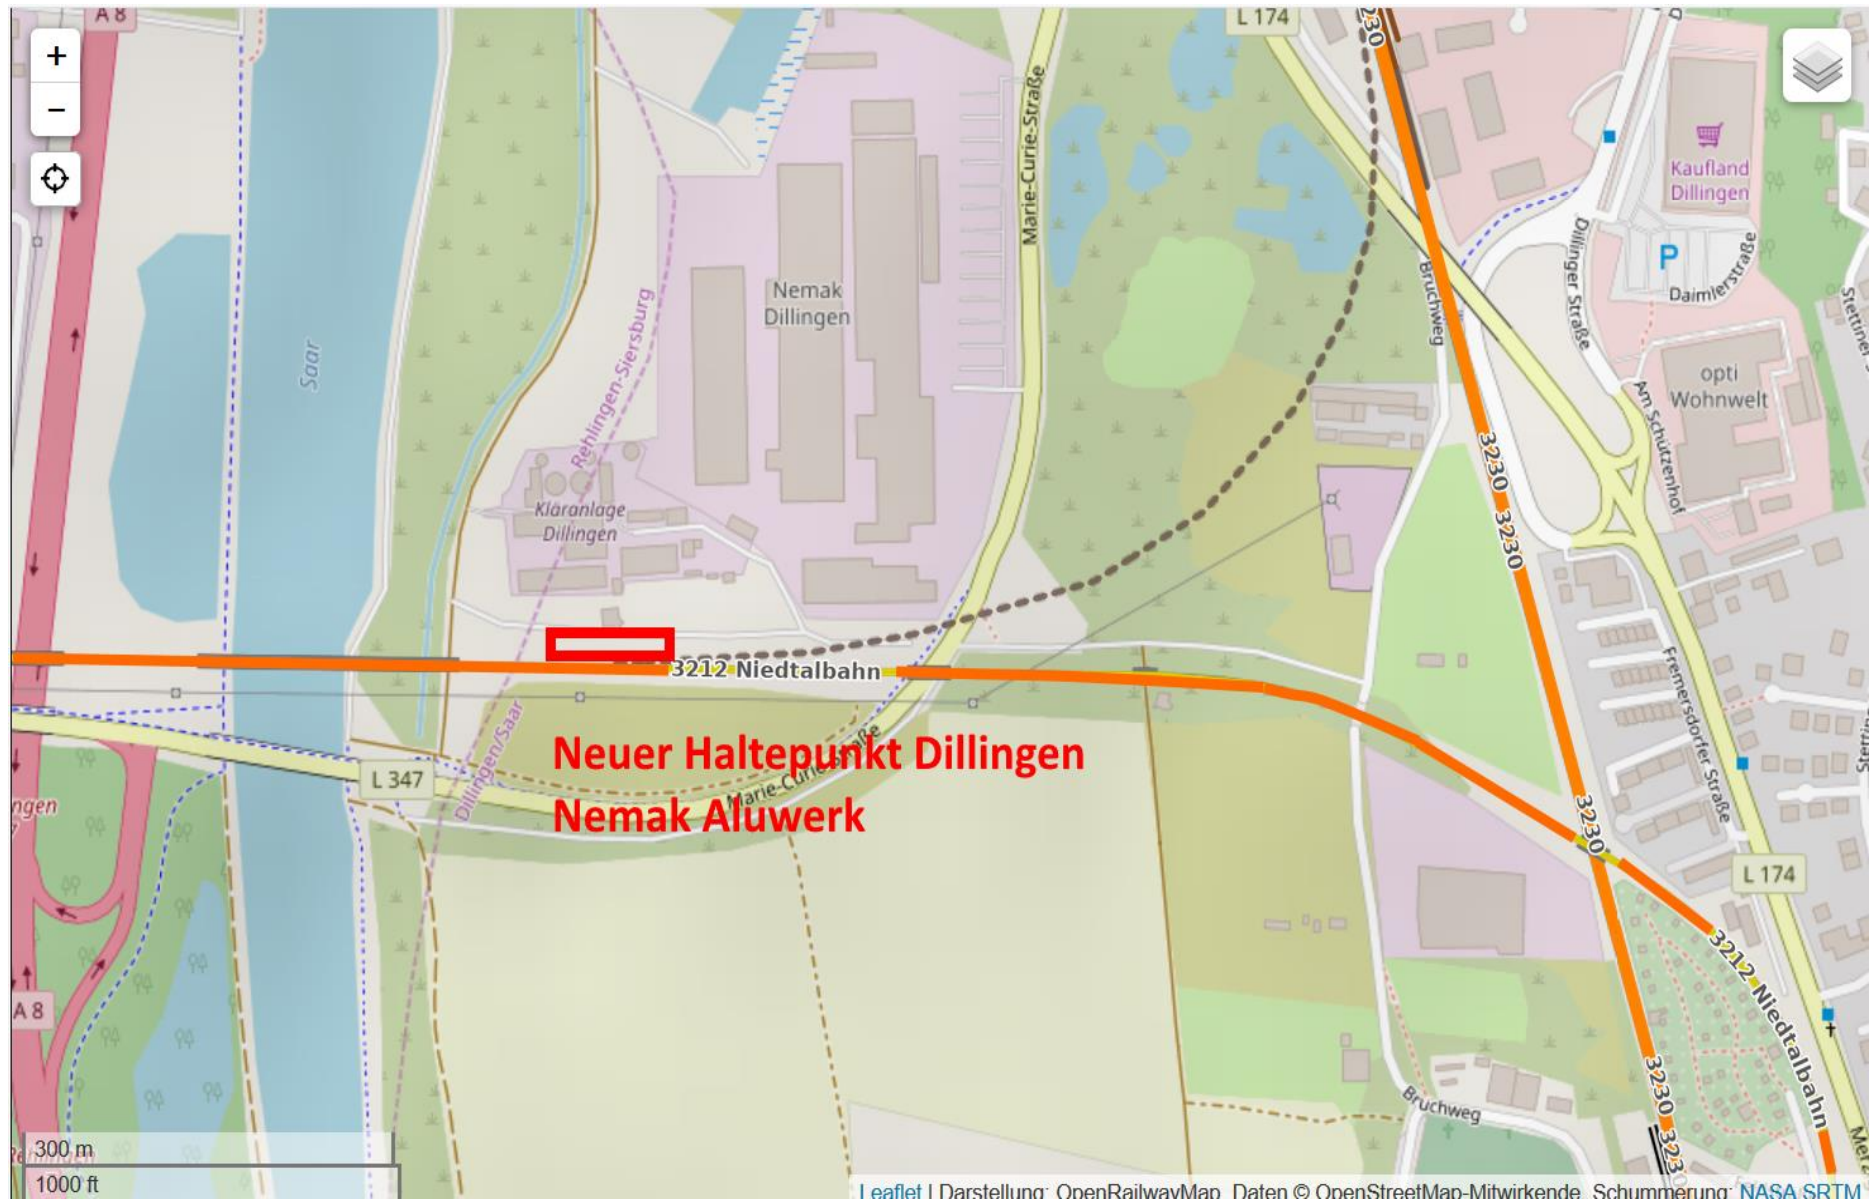 A 8
L 174
3230
+
-
Marie-Curie-Straße
Kaufland
Dillingen
P
Daimlerstraße
Dillinger Straße
Stettiner
Bruchweg
Nemak
Dillingen
Saar
Rehlingen-Siersburg
opti
Wohnwelt
Am Schützenhof
3230 3230
Kläranlage
Dillingen
3212 Niedtalbahn
Fremersdorfer Straße
Dillingen/Saar
Neuer Haltepunkt Dillingen
L 347
Marie-Curie-Straße
Nemak Aluwerk
3230
L 174
3212 Niedtalbahn
A 8
3230 3230
Bruchweg
300 m
1000 ft
Leaflet | Darstellung: OpenRailwayMap, Daten © OpenStreetMap-Mitwirkende, Schummerung: NASA SRTM